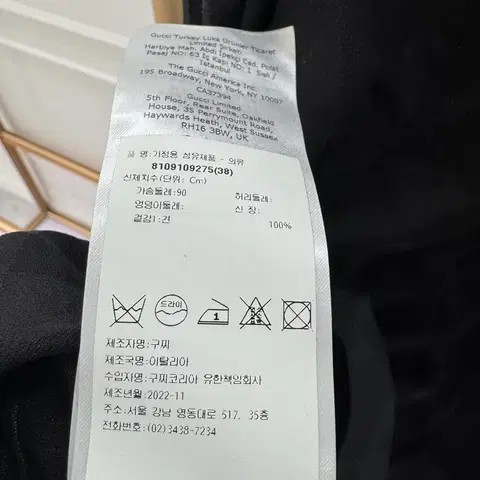 Gucci Turkey Lüks Ürünler Ticaret
Limited Şirketi
Harbiye Mah. Abdi İpekçi Cad. Polat
Pasajı NO: 63 İç Kapı NO: 1 Şişli /
İstanbul
The Gucci America Inc.
195 Broadway, New York, NY, 10007
CA37394
Gucci Limited
5th Floor, Rear Suite, Oakfield
House, 35 Perrymount Road,
Haywards Heath, West Sussex
RH16 3BW, UK
품 명:가정용 섬유제품 - 의류
8109109275(38)
신체치수(단위: Cm)
가슴둘레:90 허리둘레:
엉덩이둘레: 신 장:
겉감1:견 100%
드라이
1
제조자명:구찌
제조국명:이탈리아
수입자명:구찌코리아 유한책임회사
제조년월:2022-11
주소:서울 강남 영동대로 517, 35층
전화번호:(02)3438-7234